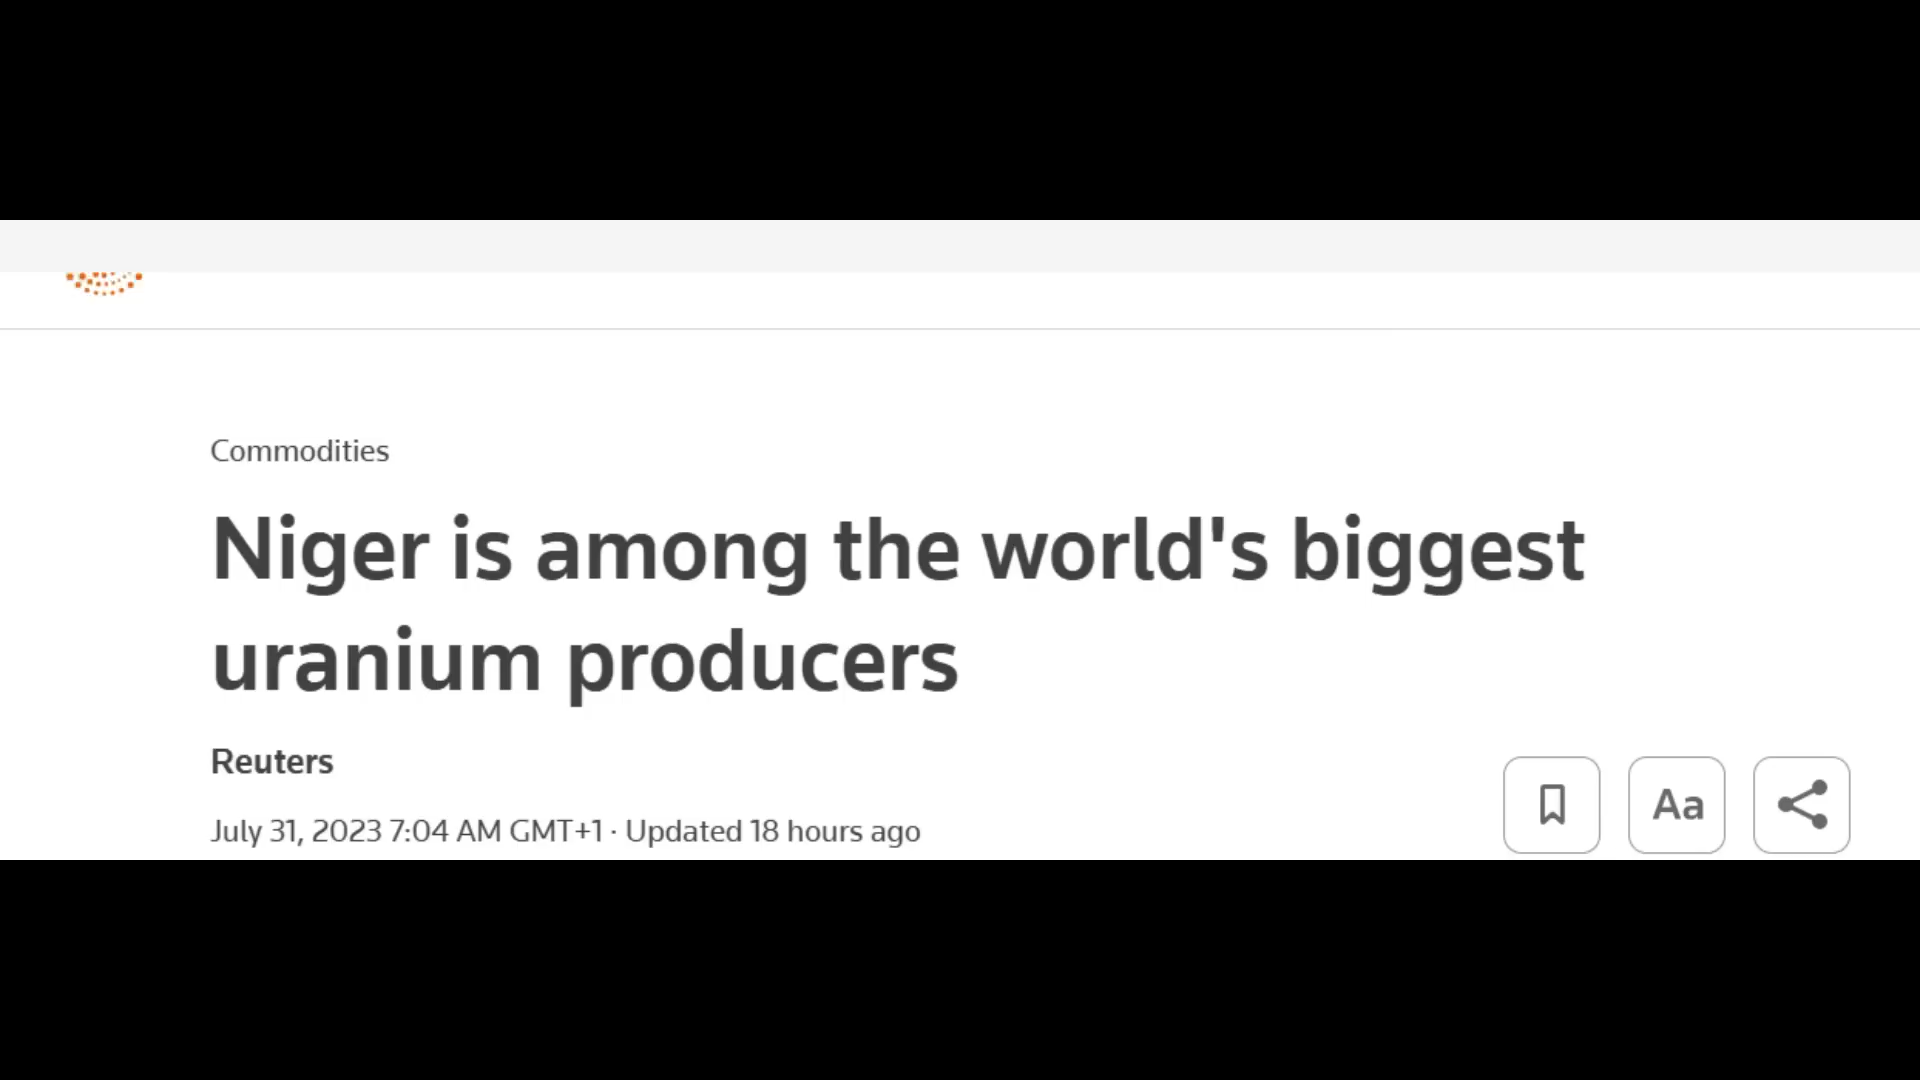 Commodities
Niger is among the world's biggest
uranium producers
Reuters
July 31, 2023 7:04 AM GMT+1 · Updated 18 hours ago
Aa